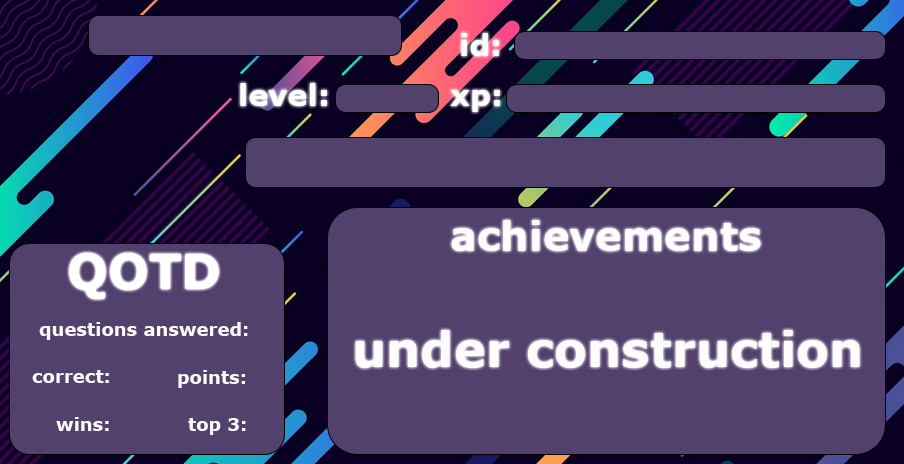 id:
level: xp:
achievements
QOTD
questions answered:
under construction
correct: points:
wins: top 3: